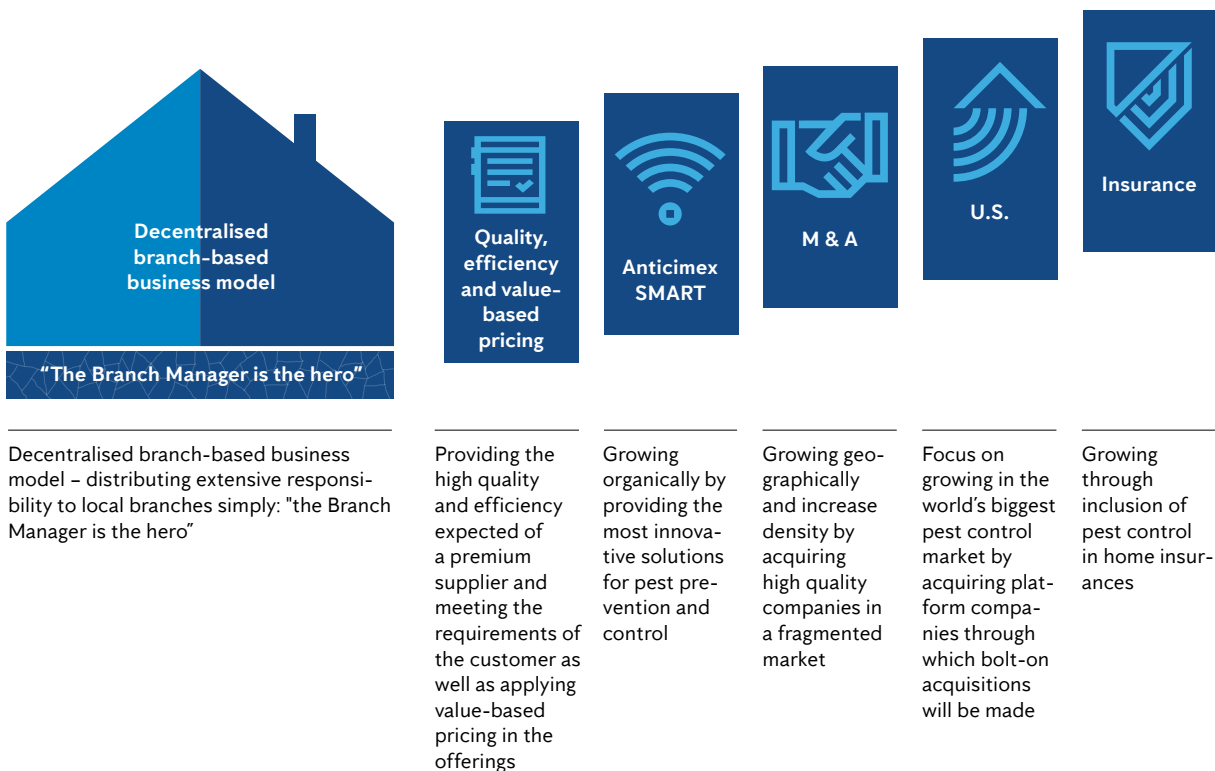 Decentralised
branch-based
business model
“The Branch Manager is the hero”
Quality,
efficiency
and value-
based
pricing
Anticimex
SMART
M & A
U.S.
Insurance
Decentralised branch-based business
model – distributing extensive responsi-
bility to local branches simply: "the Branch
Manager is the hero”
Providing the
high quality
and efficiency
expected of
a premium
supplier and
meeting the
requirements of
the customer as
well as applying
value-based
pricing in the
offerings
Growing
organically by
providing the
most innova-
tive solutions
for pest pre-
vention and
control
Growing geo-
graphically
and increase
density by
acquiring
high quality
companies in
a fragmented
market
Focus on
growing in the
world’s biggest
pest control
market by
acquiring plat-
form compa-
nies through
which bolt-on
acquisitions
will be made
Growing
through
inclusion of
pest control
in home insur-
ances